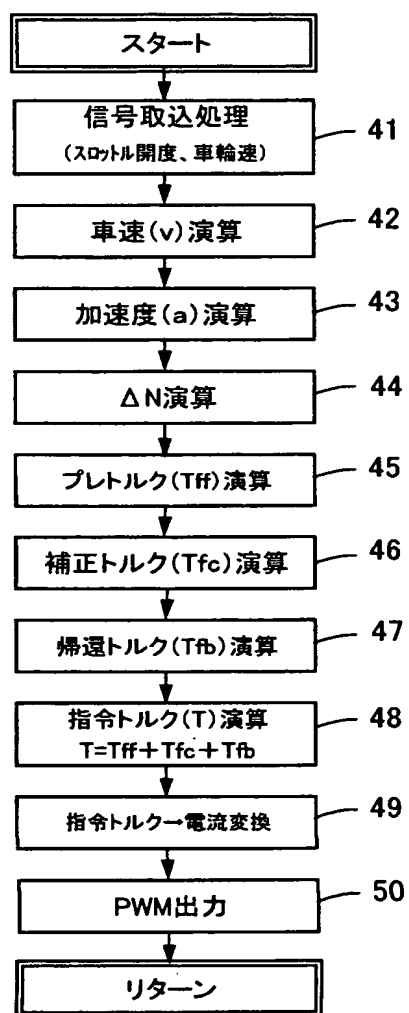 スタート
信号取込処理
(スロットル開度、車輪速)
41
車速(v)演算
42
加速度(a)演算
43
ΔN演算
44
プレトルク(Tff)演算
45
補正トルク(Tfc)演算
46
帰還トルク(Tfb)演算
47
指令トルク(T)演算
T=Tff+Tfc+Tfb
48
指令トルク→電流変換
49
PWM出力
50
リターン